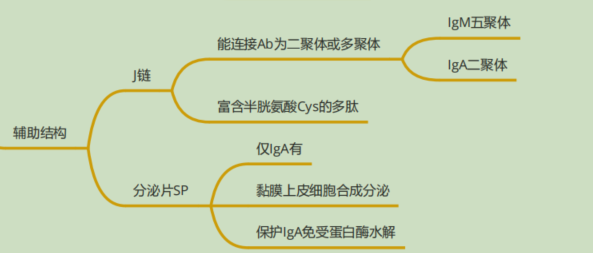 辅助结构
J链
能连接Ab为二聚体或多聚体
IgM五聚体
IgA二聚体
富含半胱氨酸Cys的多肽
分泌片SP
仅IgA有
黏膜上皮细胞合成分泌
保护IgA免受蛋白酶水解